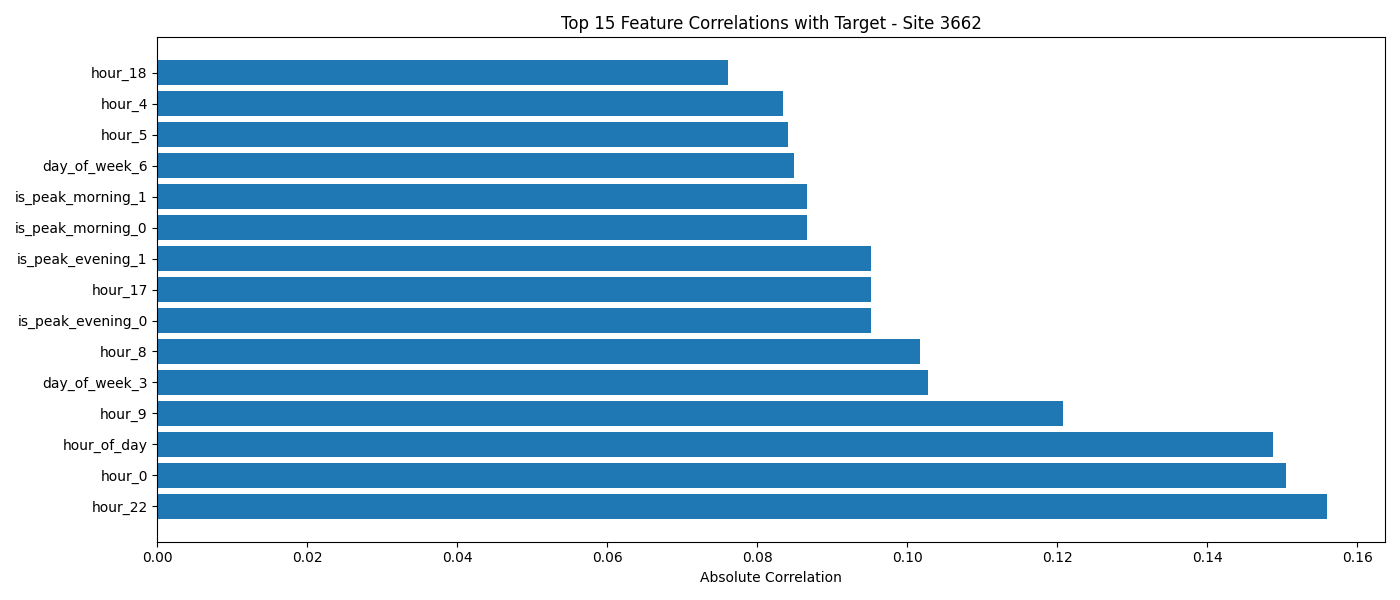 Top 15 Feature Correlations with Target - Site 3662
hour_18
hour_4
hour_5
day_of_week_6
is_peak_morning_1
is_peak_morning_0
is_peak_evening_1
hour_17
is_peak_evening_0
hour_8
day_of_week_3
hour_9
hour_of_day
hour_0
hour_22
0.00 0.02 0.04 0.06 0.08 0.10 0.12 0.14 0.16
Absolute Correlation